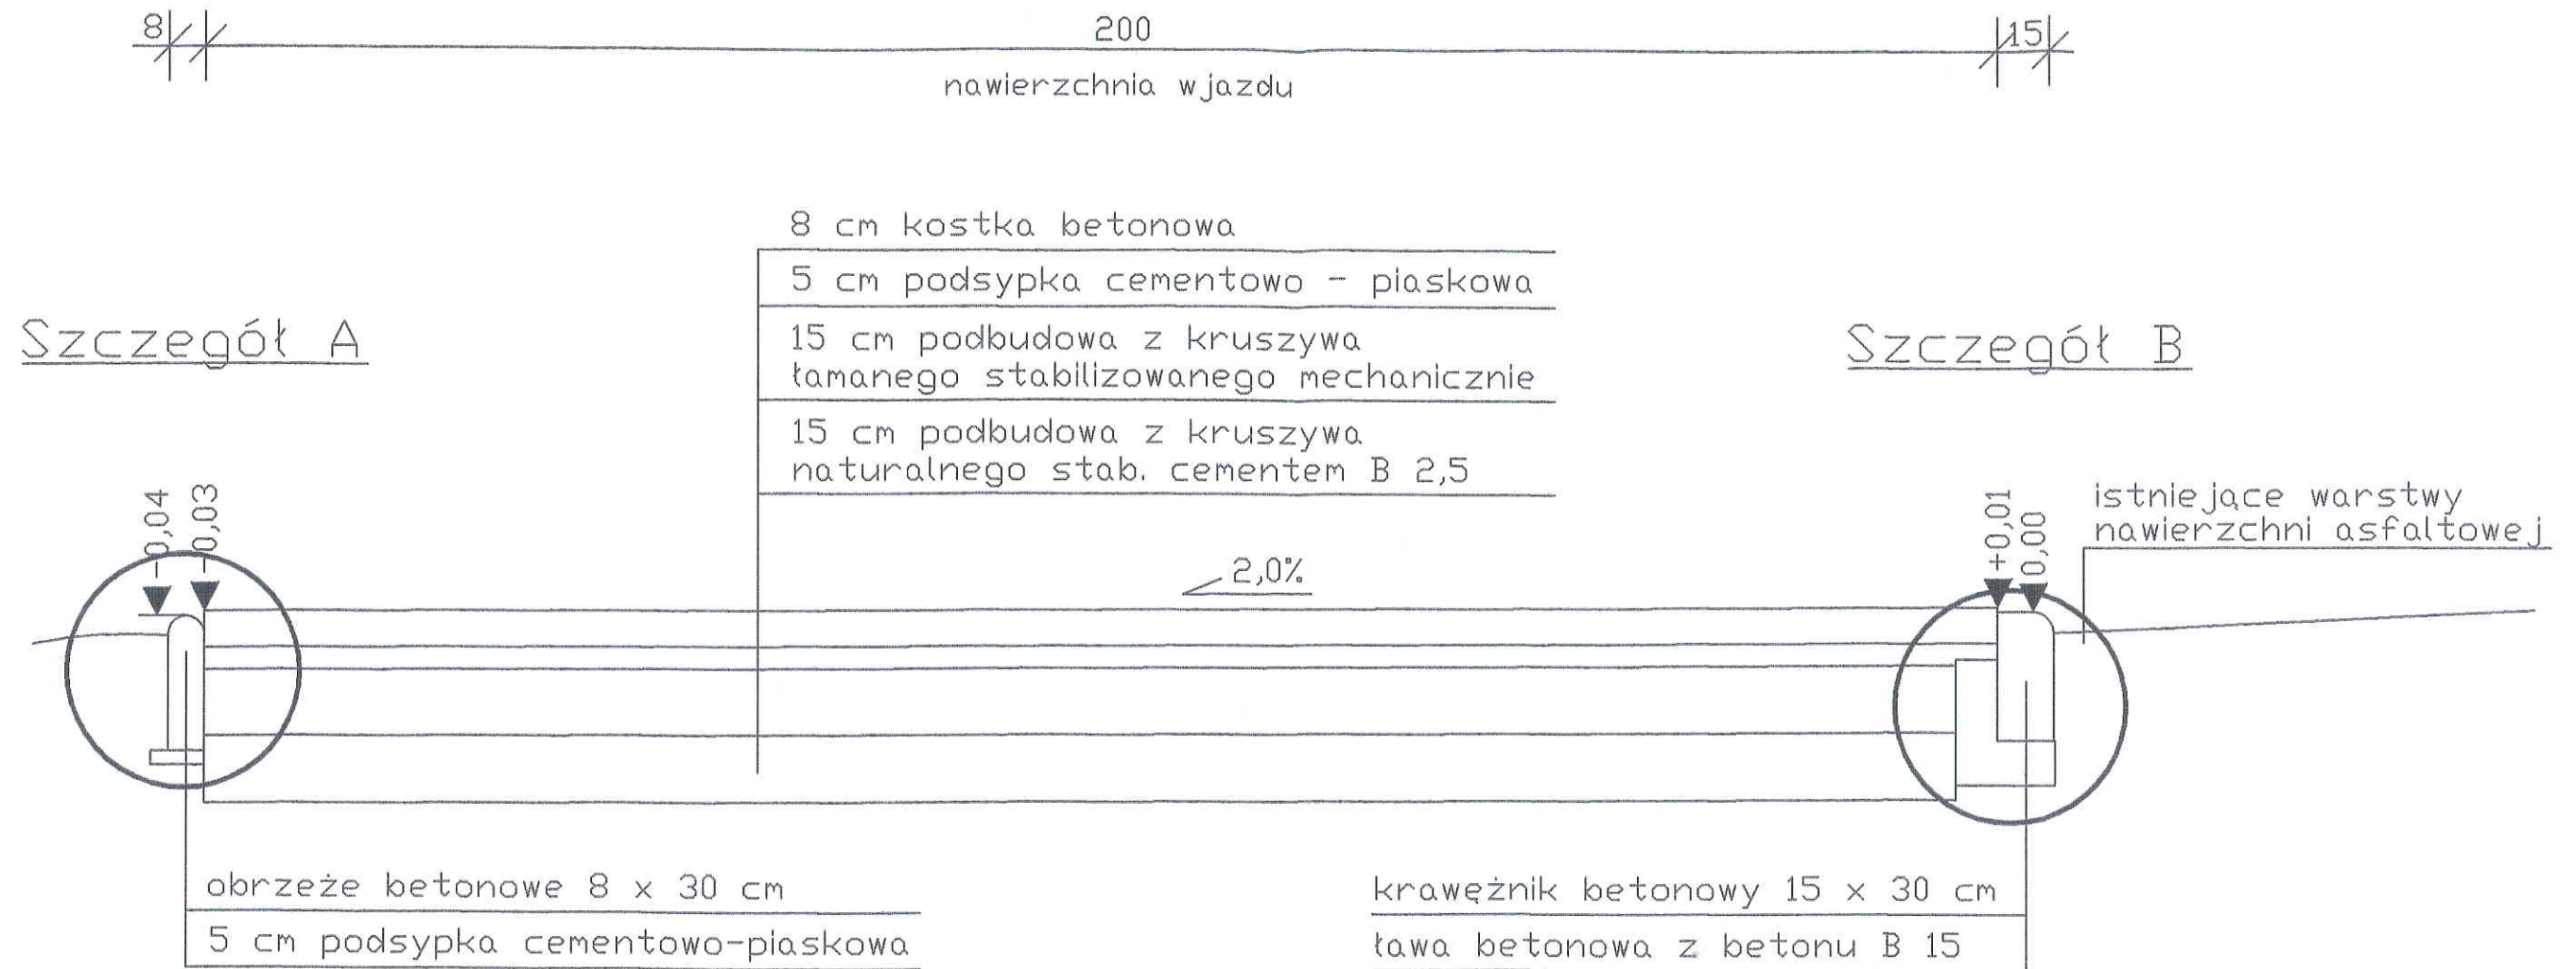 8
200
15
nawierzchnia wjazdu
8 cm kostka betonowa
5 cm podsypka cementowo - piaskowa
15 cm podbudowa z kruszywa
łamanego stabilizowanego mechanicznie
15 cm podbudowa z kruszywa
naturalnego stab. cementem B 2,5
Szczegół A
Szczegół B
-0,04
-0,03
+0,01
0,00
istniejące warstwy
nawierzchni asfaltowej
2,0%
obrzeże betonowe 8 x 30 cm
5 cm podsypka cementowo-piaskowa
krawężnik betonowy 15 x 30 cm
ława betonowa z betonu B 15